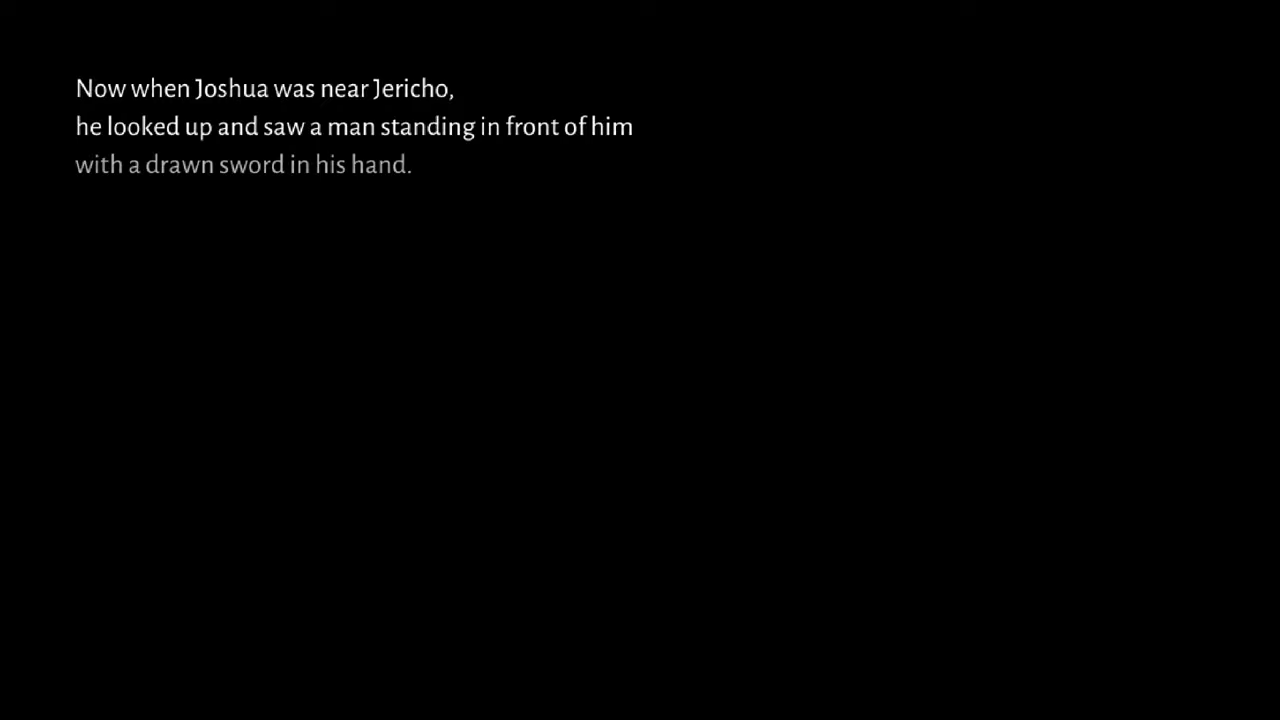 Now when Joshua was near Jericho,
he looked up and saw a man standing in front of him
with a drawn sword in his hand.